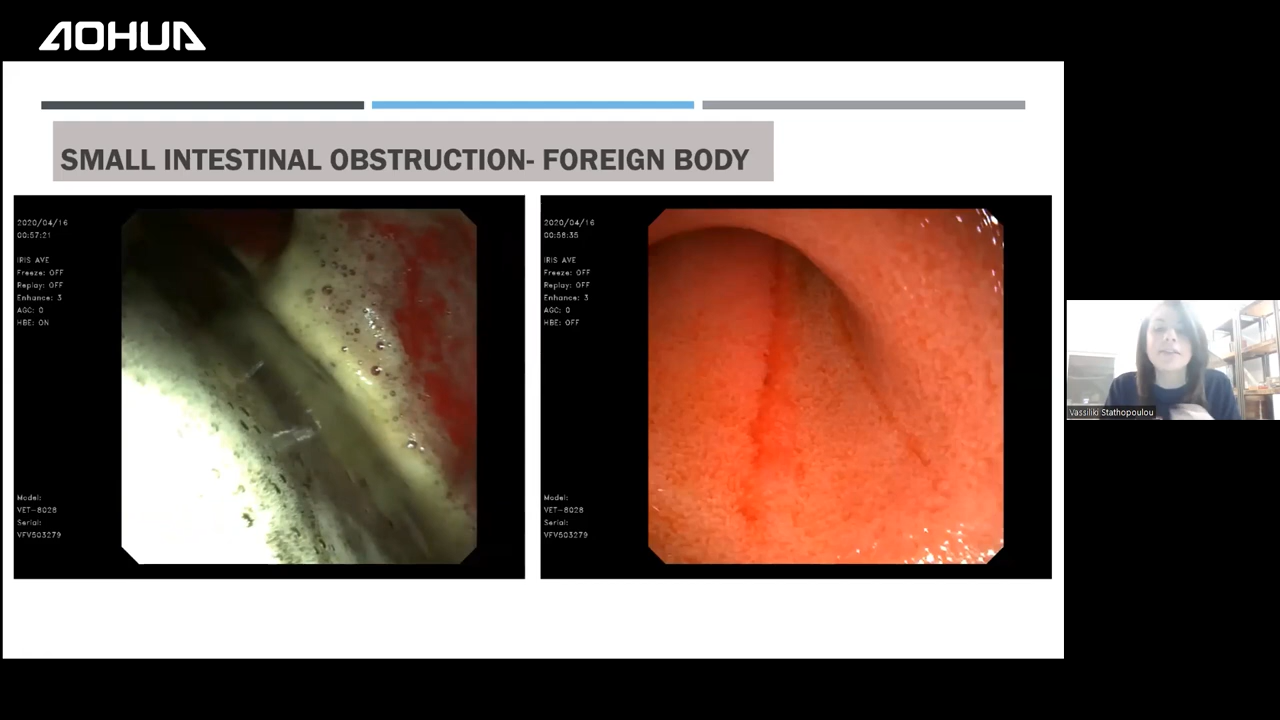 AOHUA
SMALL INTESTINAL OBSTRUCTION- FOREIGN BODY
2020/04/16
00:57:21
IRIS AVE
Freeze: OFF
Replay: OFF
Enhance: 3
AGC: 0
HBE: ON
Model:
VET-8028
Serial:
VFV503279
2020/04/16
00:58:35
IRIS AVE
Freeze: OFF
Replay: OFF
Enhance: 3
AGC: 0
HBE: OFF
Model:
VET-8028
Serial:
VFV503279
Vassiliki Stathopoulou